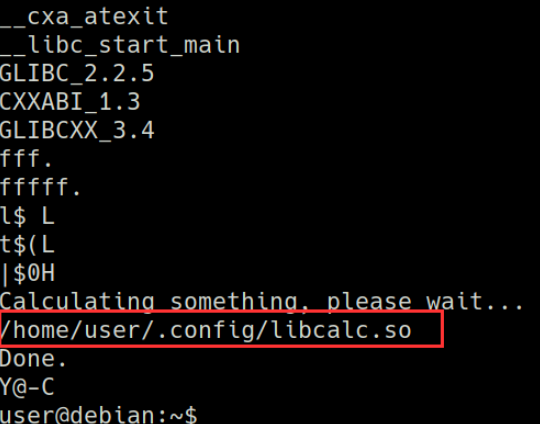 __cxa_atexit
__libc_start_main
GLIBC_2.2.5
CXXABI_1.3
GLIBCXX_3.4
fff.
fffff.
l$ L
t$(L
|$0H
Calculating something, please wait...
/home/user/.config/libcalc.so
Done.
Y@-C
user@debian:~$